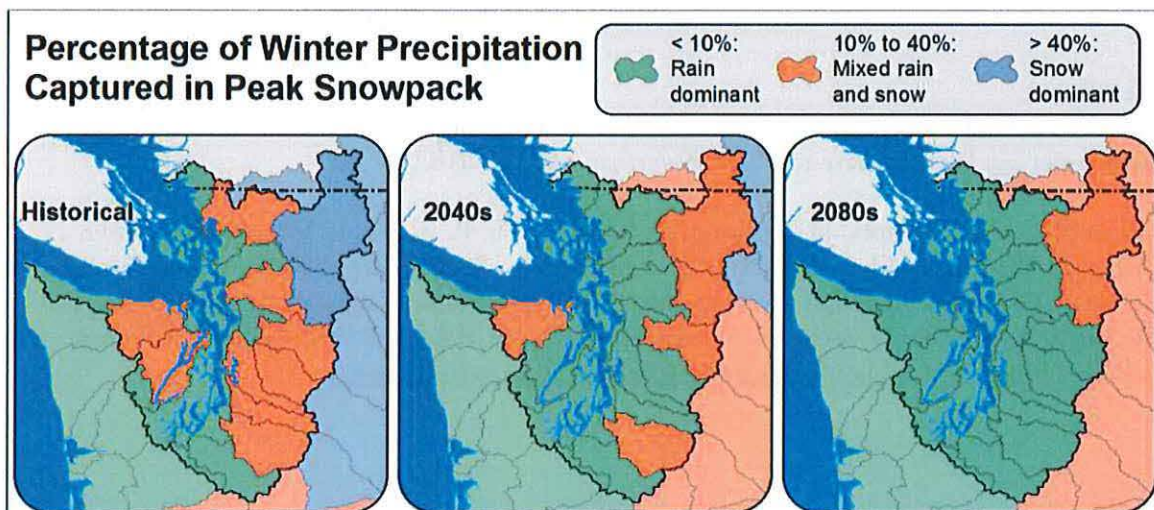 Percentage of Winter Precipitation
Captured in Peak Snowpack
< 10%:
Rain
dominant
10% to 40%:
Mixed rain
and snow
> 40%:
Snow
dominant
Historical
2040s
2080s